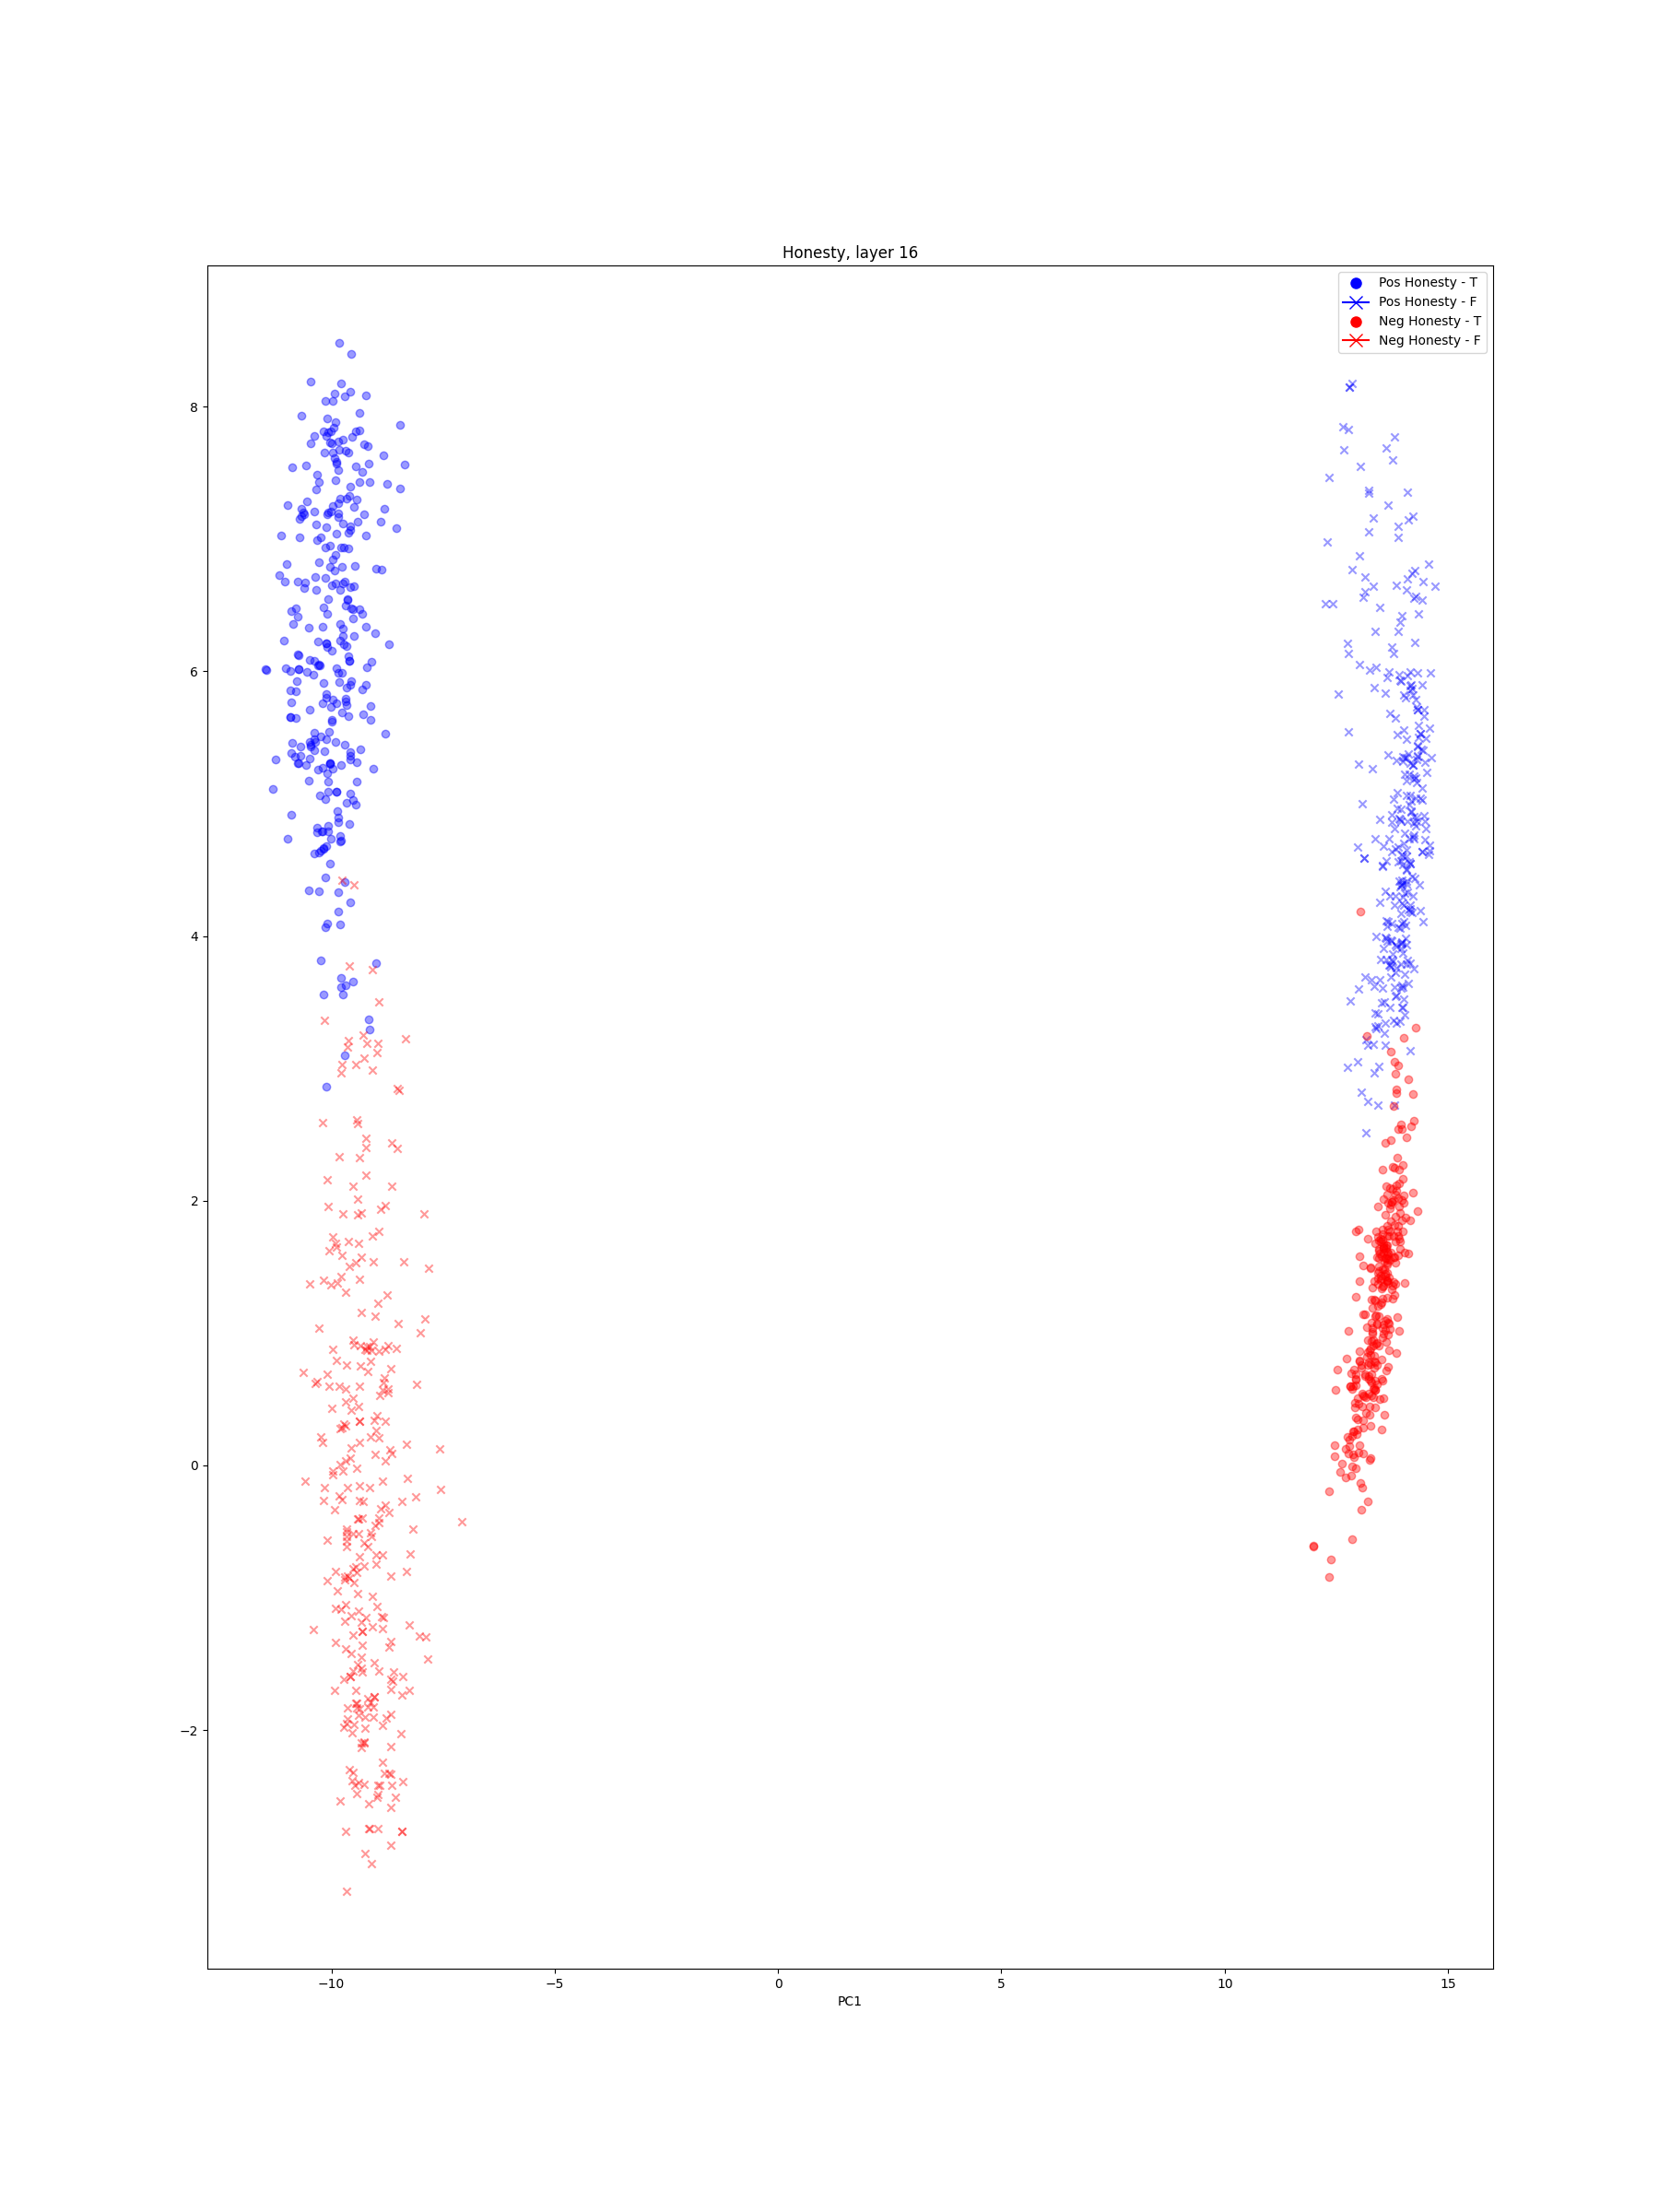 Honesty, layer 16
Pos Honesty - T
Pos Honesty - F
Neg Honesty - T
Neg Honesty - F
8
6
4
2
0
−2
−10 −5 0 5 10 15
PC1